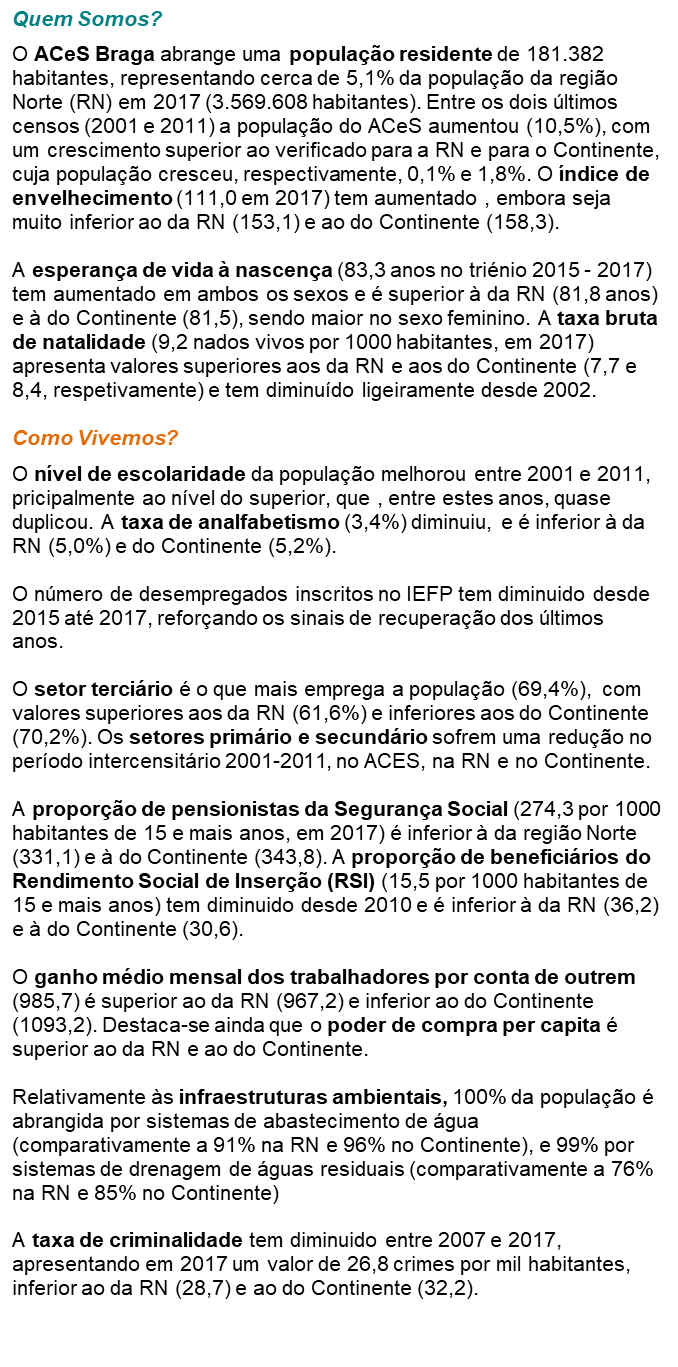 Quem Somos?
O ACeS Braga abrange uma população residente de 181.382
habitantes, representando cerca de 5,1% da população da região
Norte (RN) em 2017 (3.569.608 habitantes). Entre os dois últimos
censos (2001 e 2011) a população do ACeS aumentou (10,5%), com
um crescimento superior ao verificado para a RN e para o Continente,
cuja população cresceu, respectivamente, 0,1% e 1,8%. O índice de
envelhecimento (111,0 em 2017) tem aumentado , embora seja
muito inferior ao da RN (153,1) e ao do Continente (158,3).
A esperança de vida à nascença (83,3 anos no triénio 2015 - 2017)
tem aumentado em ambos os sexos e é superior à da RN (81,8 anos)
e à do Continente (81,5), sendo maior no sexo feminino. A taxa bruta
de natalidade (9,2 nados vivos por 1000 habitantes, em 2017)
apresenta valores superiores aos da RN e aos do Continente (7,7 e
8,4, respetivamente) e tem diminuído ligeiramente desde 2002.
Como Vivemos?
O nível de escolaridade da população melhorou entre 2001 e 2011,
pricipalmente ao nível do superior, que , entre estes anos, quase
duplicou. A taxa de analfabetismo (3,4%) diminuiu, e é inferior à da
RN (5,0%) e do Continente (5,2%).
O número de desempregados inscritos no IEFP tem diminuido desde
2015 até 2017, reforçando os sinais de recuperação dos últimos
anos.
O setor terciário é o que mais emprega a população (69,4%), com
valores superiores aos da RN (61,6%) e inferiores aos do Continente
(70,2%). Os setores primário e secundário sofrem uma redução no
período intercensitário 2001-2011, no ACES, na RN e no Continente.
A proporção de pensionistas da Segurança Social (274,3 por 1000
habitantes de 15 e mais anos, em 2017) é inferior à da região Norte
(331,1) e à do Continente (343,8). A proporção de beneficiários do
Rendimento Social de Inserção (RSI) (15,5 por 1000 habitantes de
15 e mais anos) tem diminuido desde 2010 e é inferior à da RN (36,2)
e à do Continente (30,6).
O ganho médio mensal dos trabalhadores por conta de outrem
(985,7) é superior ao da RN (967,2) e inferior ao do Continente
(1093,2). Destaca-se ainda que o poder de compra per capita é
superior ao da RN e ao do Continente.
Relativamente às infraestruturas ambientais, 100% da população é
abrangida por sistemas de abastecimento de água
(comparativamente a 91% na RN e 96% no Continente), e 99% por
sistemas de drenagem de águas residuais (comparativamente a 76%
na RN e 85% no Continente)
A taxa de criminalidade tem diminuido entre 2007 e 2017,
apresentando em 2017 um valor de 26,8 crimes por mil habitantes,
inferior ao da RN (28,7) e ao do Continente (32,2).